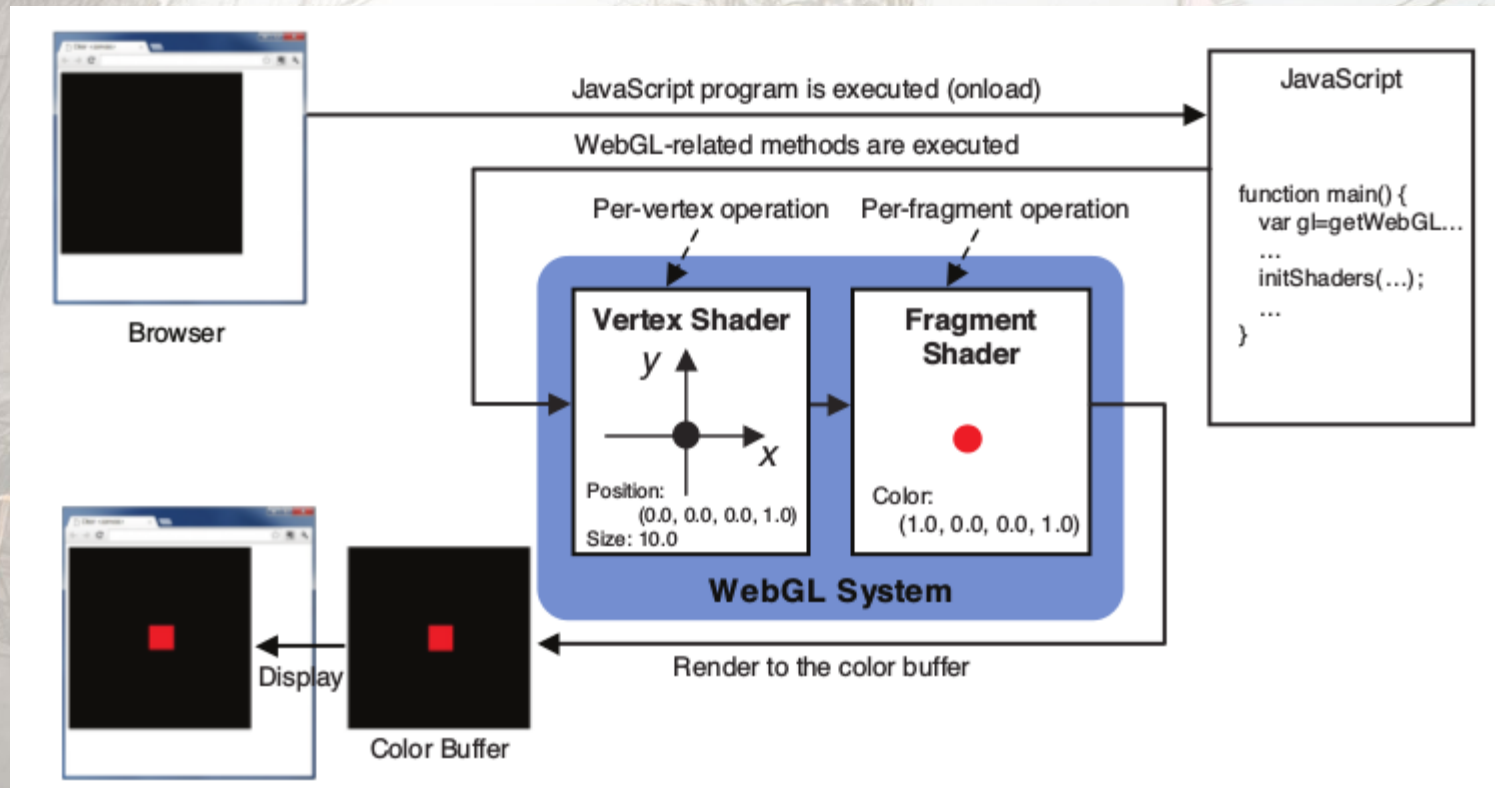 JavaScript program is executed (onload)
WebGL-related methods are executed
JavaScript
function main() {
var gl=getWebGL...
...
initShaders(...);
...
}
Browser
Per-vertex operation
Per-fragment operation
Vertex Shader
y
x
Position:
(0.0, 0.0, 0.0, 1.0)
Size: 10.0
Fragment
Shader
Color:
(1.0, 0.0, 0.0, 1.0)
WebGL System
Render to the color buffer
Display
Color Buffer